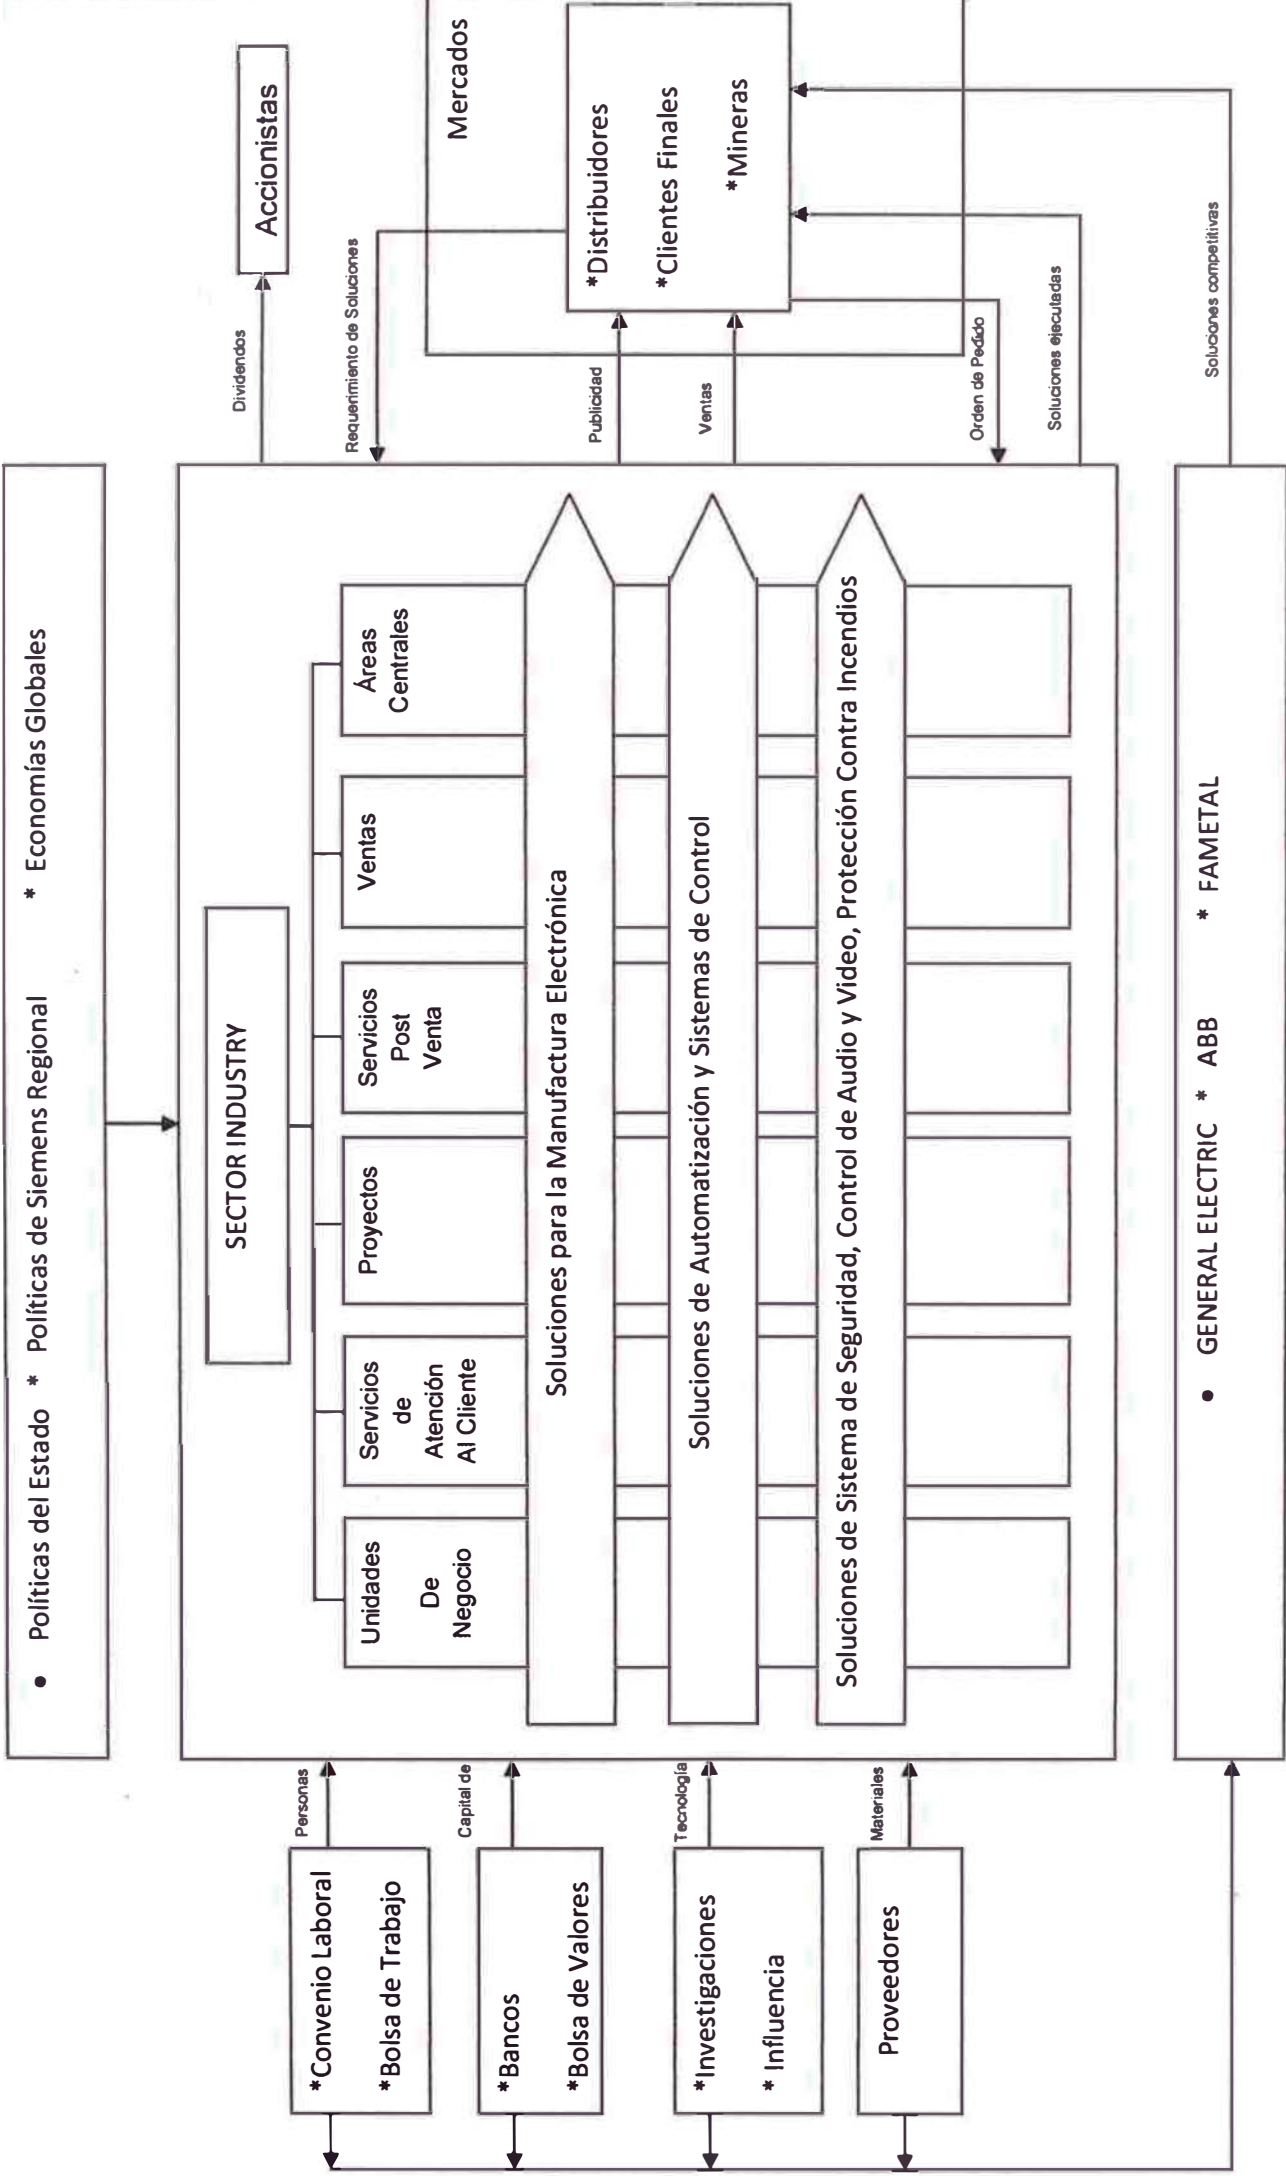 • Políticas del Estado * Políticas de Siemens Regional * Economías Globales
*Convenio Laboral
*Bolsa de Trabajo
Personas
*Bancos
*Bolsa de Valores
Capital de
*Investigaciones
* Influencia
Tecnología
Proveedores
Materiales
SECTOR INDUSTRY
Unidades
De
Negocio
Servicios
de
Atención
Al Cliente
Proyectos
Servicios
Post
Venta
Ventas
Áreas
Centrales
Soluciones para la Manufactura Electrónica
Soluciones de Automatización y Sistemas de Control
Soluciones de Sistema de Seguridad, Control de Audio y Video, Protección Contra Incendios
Dividendos
Accionistas
Requerimiento de Soluciones
Publicidad
Ventas
Orden de Pedido
Soluciones ejecutadas
Soluciones competitivas
Mercados
*Distribuidores
*Clientes Finales
*Mineras
• GENERAL ELECTRIC * ABB * FAMETAL